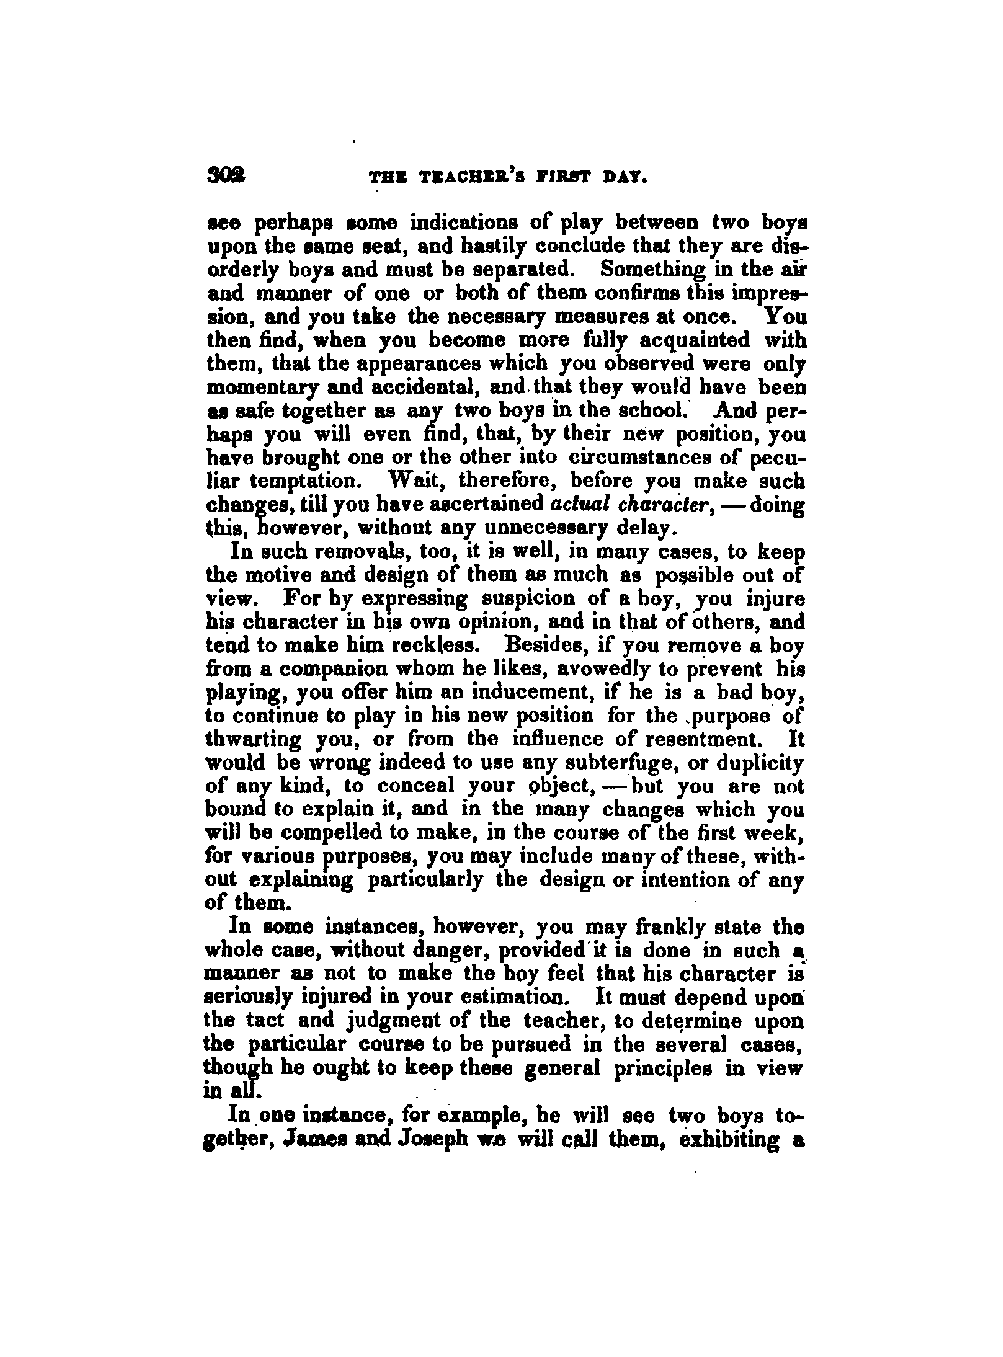 302 THE TEACHER'S FIRST DAY.
see perhaps some indications of play between two boys
upon the same seat, and hastily conclude that they are dis-
orderly boys and must be separated. Something in the air
and manner of one or both of them confirms this impres-
sion, and you take the necessary measures at once. You
then find, when you become more fully acquainted with
them, that the appearances which you observed were only
momentary and accidental, and that they would have been
as safe together as any two boys in the school. And per-
haps you will even find, that, by their new position, you
have brought one or the other into circumstances of pecu-
liar temptation. Wait, therefore, before you make such
changes, till you have ascertained actual character, — doing
this, however, without any unnecessary delay.
In such removals, too, it is well, in many cases, to keep
the motive and design of them as much as possible out of
view. For by expressing suspicion of a boy, you injure
his character in his own opinion, and in that of others, and
tend to make him reckless. Besides, if you remove a boy
from a companion whom he likes, avowedly to prevent his
playing, you offer him an inducement, if he is a bad boy,
to continue to play in his new position for the purpose of
thwarting you, or from the influence of resentment. It
would be wrong indeed to use any subterfuge, or duplicity
of any kind, to conceal your object, — but you are not
bound to explain it, and in the many changes which you
will be compelled to make, in the course of the first week,
for various purposes, you may include many of these, with-
out explaining particularly the design or intention of any
of them.
In some instances, however, you may frankly state the
whole case, without danger, provided it is done in such a
manner as not to make the boy feel that his character is
seriously injured in your estimation. It must depend upon
the tact and judgment of the teacher, to determine upon
the particular course to be pursued in the several cases,
though he ought to keep these general principles in view
in all.
In one instance, for example, he will see two boys to-
gether, James and Joseph we will call them, exhibiting a